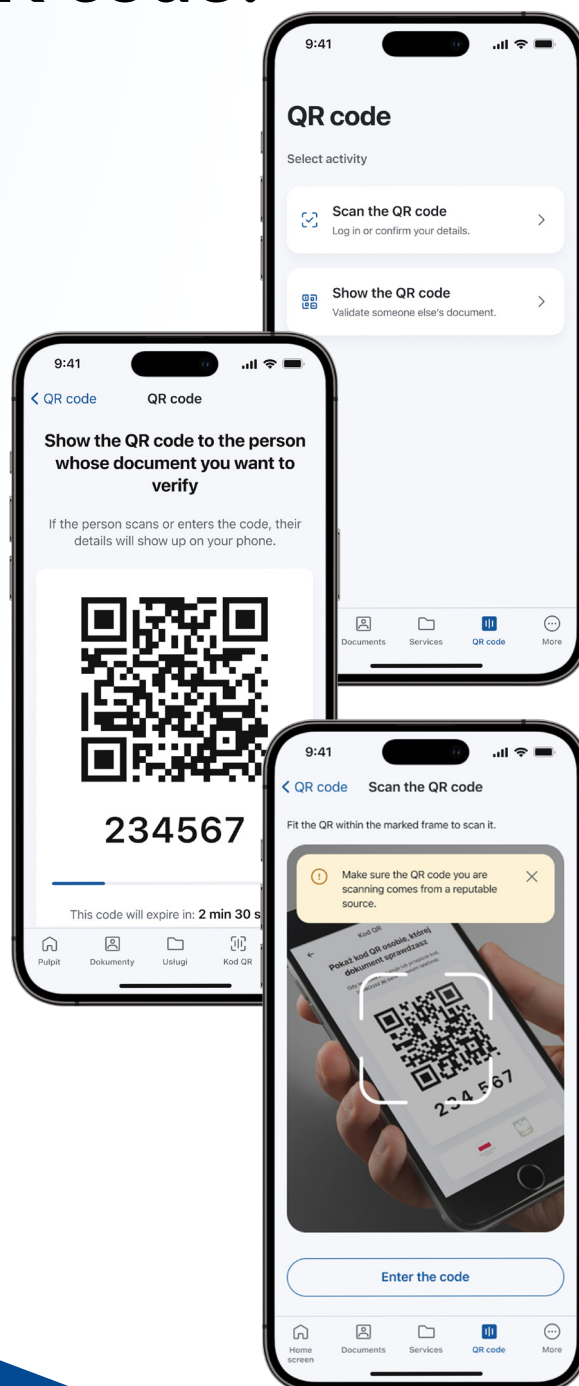 9:41
QR code
Select activity
Scan the QR code
Log in or confirm your details.
Show the QR code
Validate someone else's document.
Documents
Services
QR code
More
9:41
QR code
QR code
Show the QR code to the person
whose document you want to
verify
If the person scans or enters the code, their
details will show up on your phone.
234567
This code will expire in: 2 min 30 s
Pulpit
Dokumenty
Usługi
Kod QR
9:41
QR code
Scan the QR code
Fit the QR within the marked frame to scan it.
Make sure the QR code you are
scanning comes from a reputable
source.
Kod QR
Pokaż kod QR osobie, której
dokument sprawdzasz
234 567
Enter the code
Home
screen
Documents
Services
QR code
More